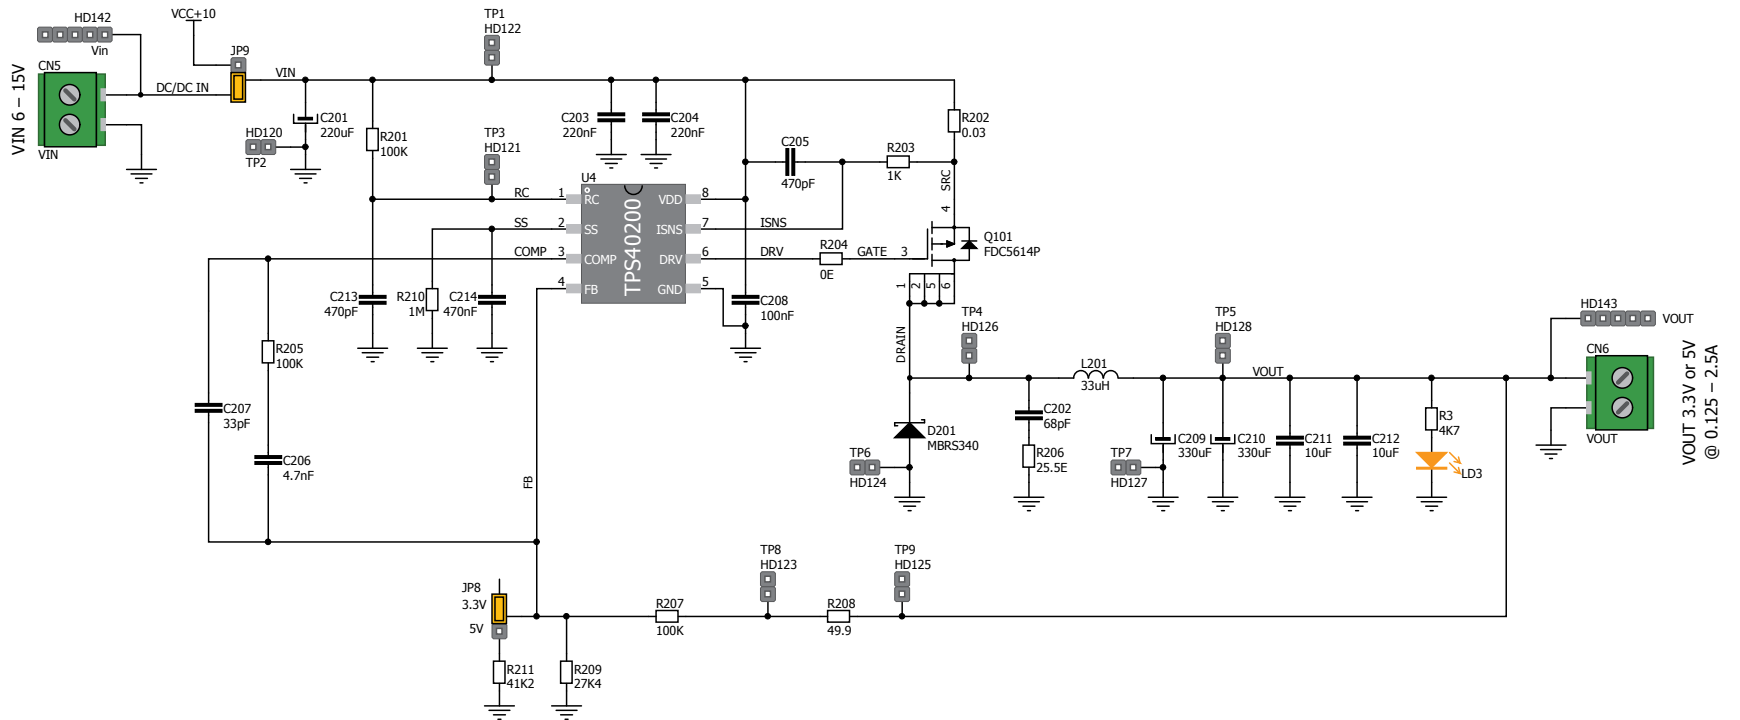 HD142
Vin
VCC+10
JP9
CN5
VIN 6 – 15V
DC/DC IN
VIN
VIN
TP1
HD122
C201
220uF
HD120
TP2
R201
100K
TP3
HD121
C203
220nF
C204
220nF
C205
470pF
R203
1K
R202
0.03
SRC
4
U4
RC
1
RC
VDD
8
SS
2
SS
ISNS
7
ISNS
COMP
3
COMP
DRV
6
DRV
4
FB
GND
5
TPS40200
R204
0E
GATE
3
Q101
FDC5614P
1
2
5
6
DRAIN
C213
470pF
R210
1M
C214
470nF
C208
100nF
R205
100K
C207
33pF
C206
4.7nF
FB
TP4
HD126
TP5
HD128
L201
33uH
VOUT
HD143
VOUT
CN6
VOUT
VOUT 3.3V or 5V
@ 0.125 – 2.5A
C202
68pF
R206
25.5E
D201
MBRS340
TP6
HD124
TP7
HD127
C209
330uF
C210
330uF
C211
10uF
C212
10uF
R3
4K7
LD3
JP8
3.3V
5V
R211
41K2
R209
27K4
R207
100K
TP8
HD123
R208
49.9
TP9
HD125